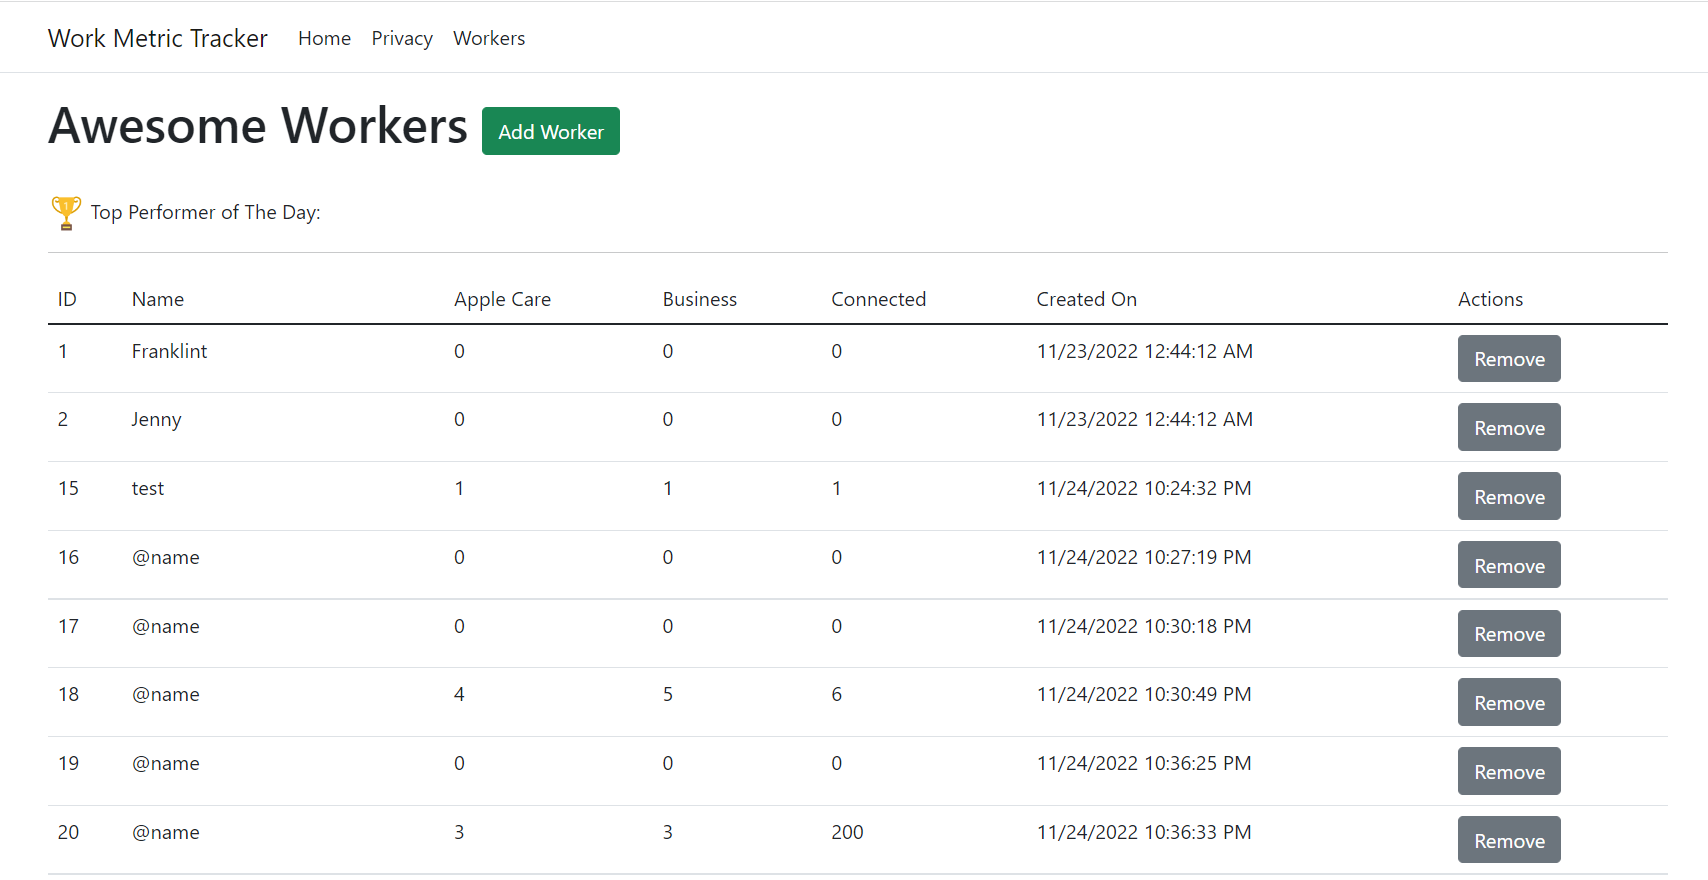 Work Metric Tracker Home Privacy Workers
Awesome Workers Add Worker
1 Top Performer of The Day:
ID Name Apple Care Business Connected Created On Actions
1 Franklint 0 0 0 11/23/2022 12:44:12 AM Remove
2 Jenny 0 0 0 11/23/2022 12:44:12 AM Remove
15 test 1 1 1 11/24/2022 10:24:32 PM Remove
16 @name 0 0 0 11/24/2022 10:27:19 PM Remove
17 @name 0 0 0 11/24/2022 10:30:18 PM Remove
18 @name 4 5 6 11/24/2022 10:30:49 PM Remove
19 @name 0 0 0 11/24/2022 10:36:25 PM Remove
20 @name 3 3 200 11/24/2022 10:36:33 PM Remove